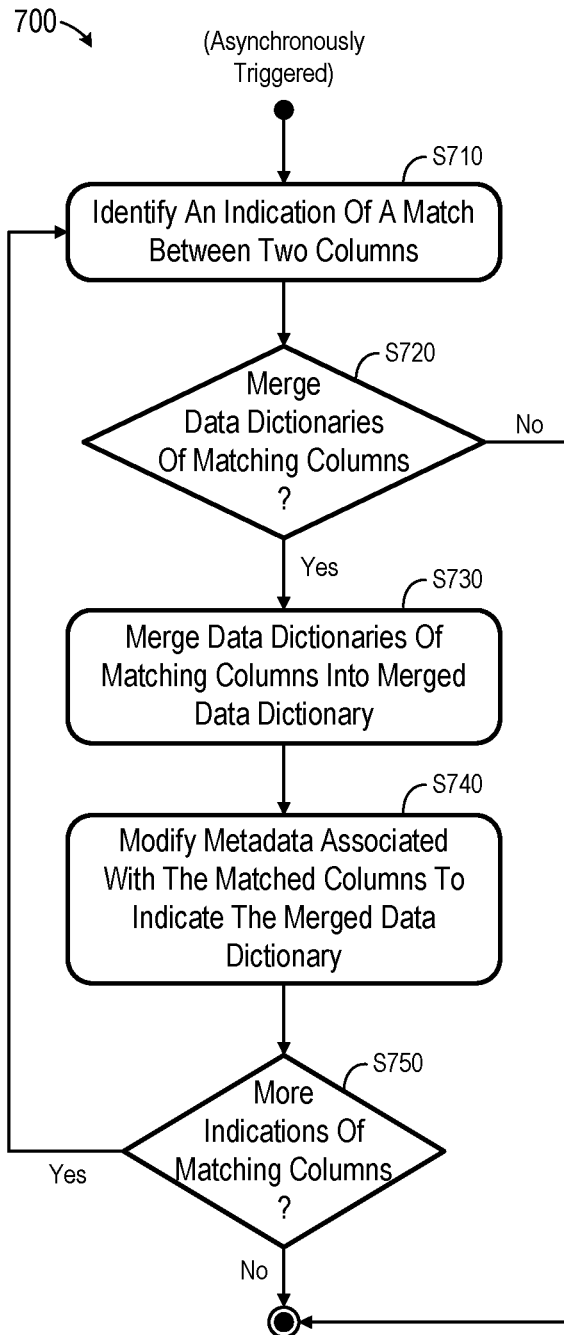 700
(Asynchronously
Triggered)
S710
Identify An Indication Of A Match
Between Two Columns
S720
Merge
Data Dictionaries
Of Matching Columns
?
No
Yes
S730
Merge Data Dictionaries Of
Matching Columns Into Merged
Data Dictionary
S740
Modify Metadata Associated
With The Matched Columns To
Indicate The Merged Data
Dictionary
S750
More
Indications Of
Matching Columns
?
Yes
No